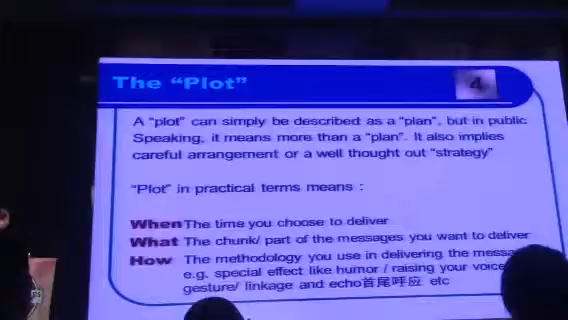 The “Plot”
4
A “plot” can simply be described as a “plan”, but in public
Speaking, it means more than a “plan”. It also implies
careful arrangement or a well thought out “strategy”
“Plot” in practical terms means :
When The time you choose to deliver
What The chunk/ part of the messages you want to deliver
How The methodology you use in delivering the
e.g. special effect like humor / raising your voice
gesture/ linkage and echo首尾呼应 etc